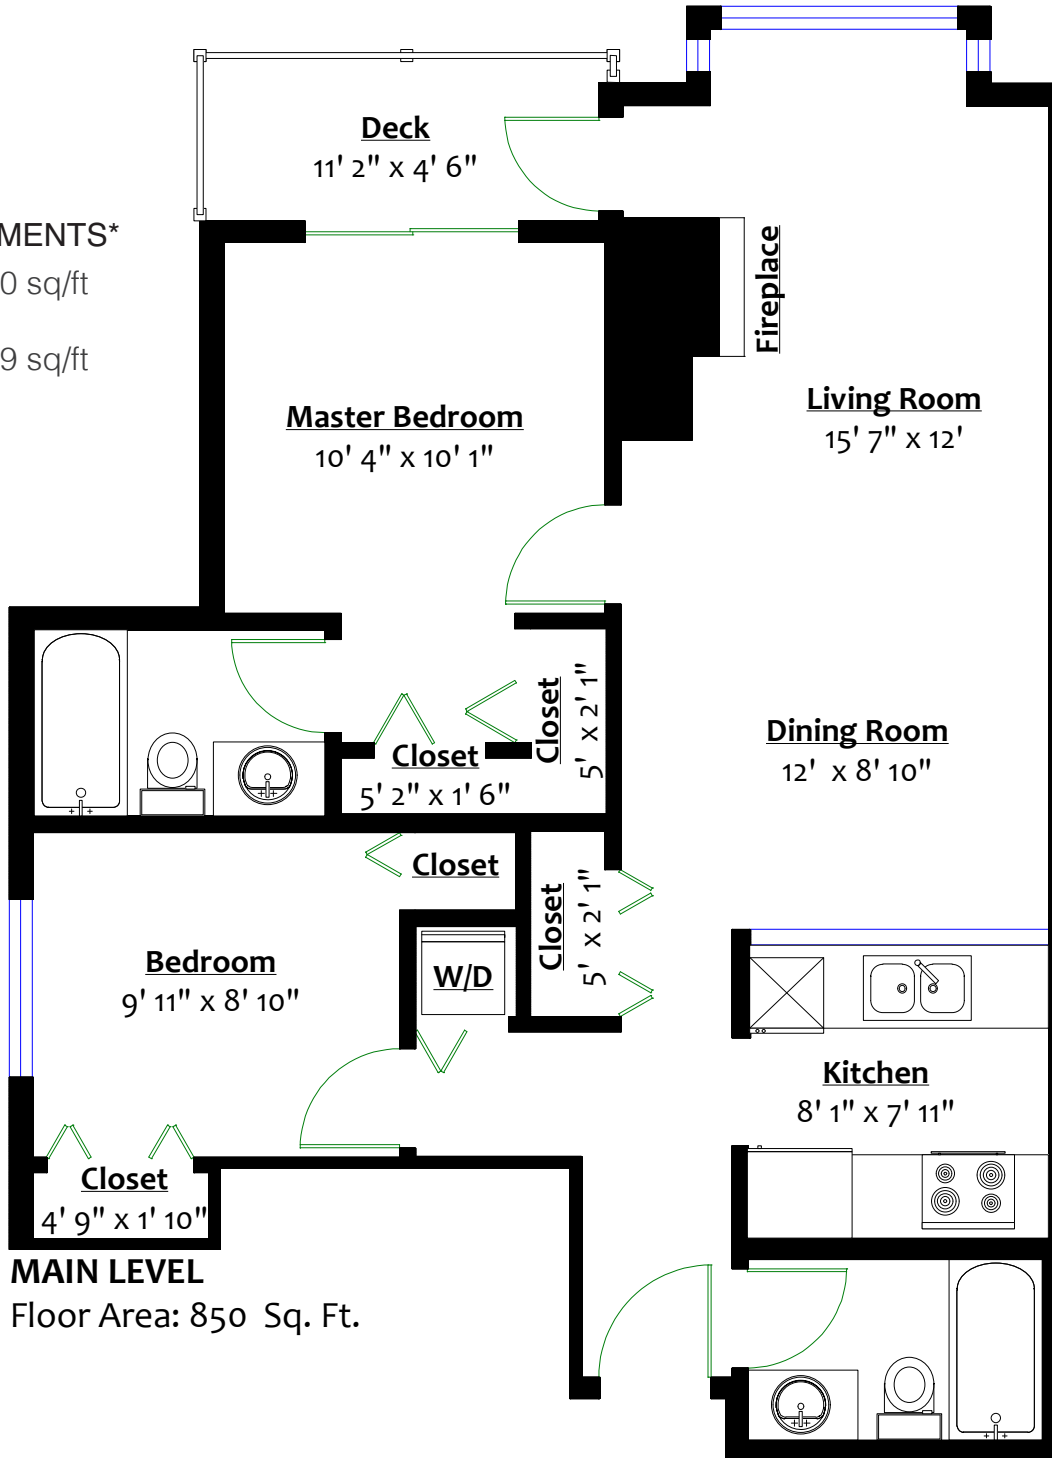 Deck
11' 2" x 4' 6"
MENTS*
0 sq/ft
9 sq/ft
Fireplace
Master Bedroom
10' 4" x 10' 1"
Living Room
15' 7" x 12'
Closet
5' x 2' 1"
Closet
5' 2" x 1' 6"
Dining Room
12' x 8' 10"
Closet
Closet
5' x 2' 1"
Bedroom
9' 11" x 8' 10"
W/D
Kitchen
8' 1" x 7' 11"
Closet
4' 9" x 1' 10"
MAIN LEVEL
Floor Area: 850 Sq. Ft.